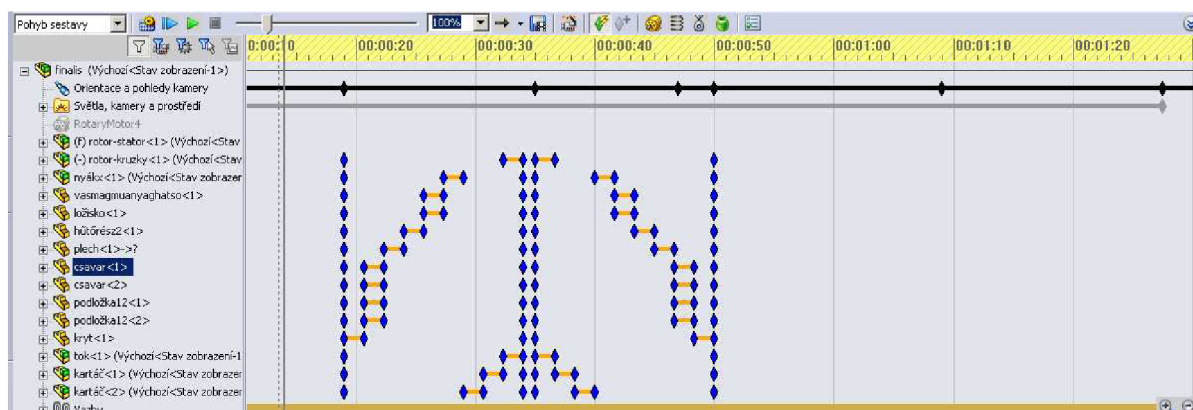 Pohyb sestavy 100%
0:00:10 00:00:20 00:00:30 00:00:40 00:00:50 00:01:00 00:01:10 00:01:20
finalis (Výchozí<Stav zobrazení-1>)
Orientace a pohledy kamery
Světla, kamery a prostředí
RotaryMotor4
(f) rotor-stator<1> (Výchozí<Stav
(-) rotor-kruzky<1> (Výchozí<Stav
nyákx<1> (Výchozí<Stav zobrazer
vasmagmuanyaghatso<1>
ložisko<1>
hűtőrész2<1>
plech<1>->?
csavar<1>
csavar<2>
podložka12<1>
podložka12<2>
kryt<1>
tok<1> (Výchozí<Stav zobrazení-1
kartáč<1> (Výchozí<Stav zobrazer
kartáč<2> (Výchozí<Stav zobrazer